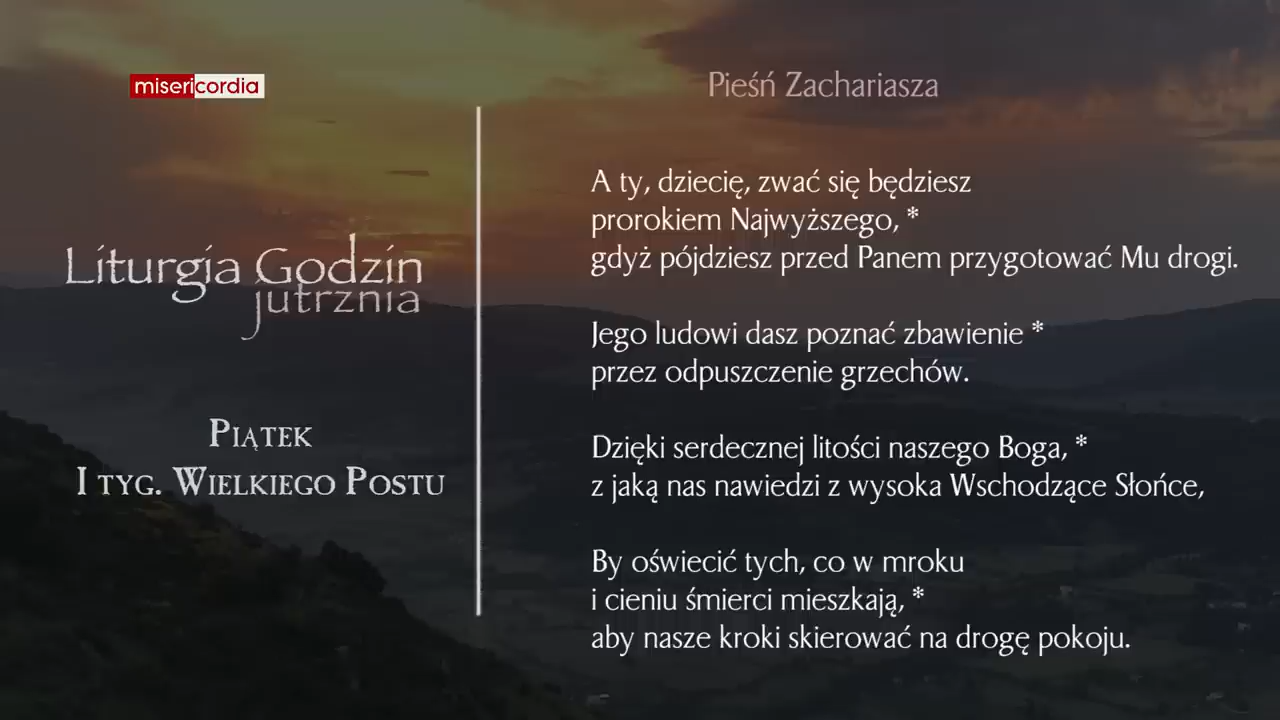 misericordia
Liturgia Godzin
jutrznia
Piątek
I tyg. Wielkiego Postu
Pieśń Zachariasza
A ty, dziecię, zwać się będziesz
prorokiem Najwyższego, *
gdyż pójdziesz przed Panem przygotować Mu drogi.
Jego ludowi dasz poznać zbawienie *
przez odpuszczenie grzechów.
Dzięki serdecznej litości naszego Boga, *
z jaką nas nawiedzi z wysoka Wschodzące Słońce,
By oświecić tych, co w mroku
i cieniu śmierci mieszkają, *
aby nasze kroki skierować na drogę pokoju.